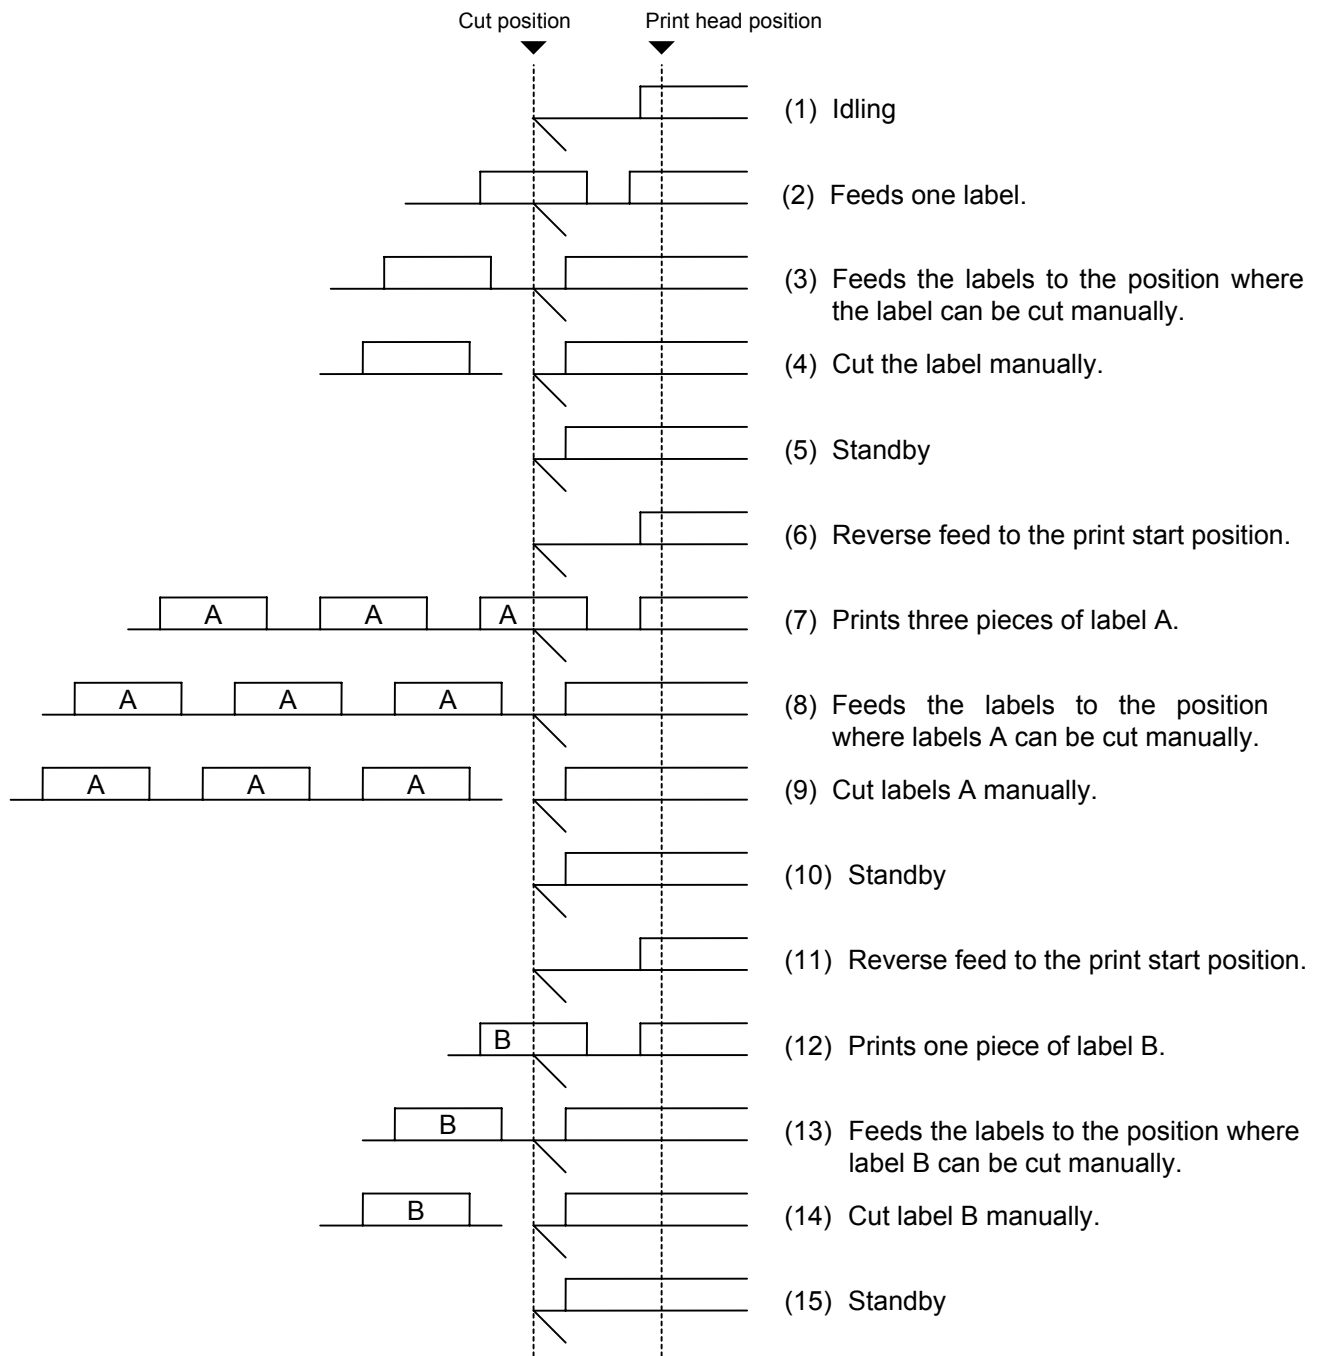 Cut position Print head position
(1) Idling
(2) Feeds one label.
(3) Feeds the labels to the position where
the label can be cut manually.
(4) Cut the label manually.
(5) Standby
(6) Reverse feed to the print start position.
A A A
(7) Prints three pieces of label A.
A A A
(8) Feeds the labels to the position
where labels A can be cut manually.
A A A
(9) Cut labels A manually.
(10) Standby
(11) Reverse feed to the print start position.
B
(12) Prints one piece of label B.
B
(13) Feeds the labels to the position where
label B can be cut manually.
B
(14) Cut label B manually.
(15) Standby